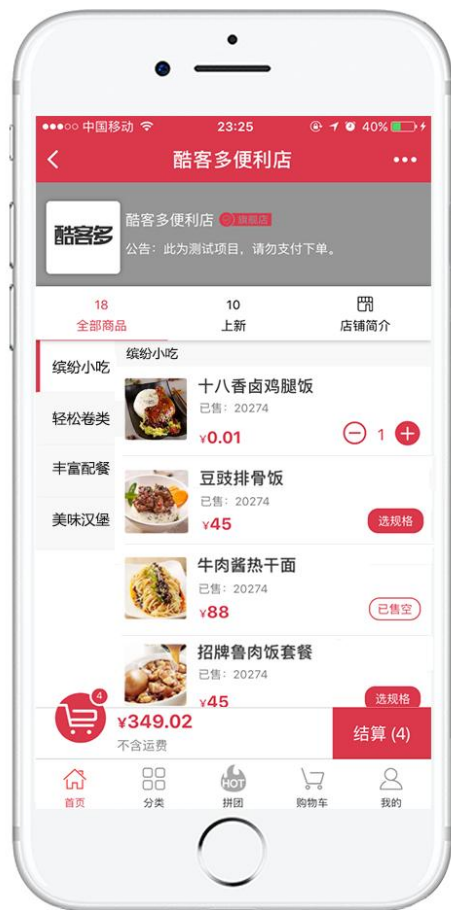 中国移动
23:25
40%
酷客多便利店
酷客多
酷客多便利店
旗舰店
公告：此为测试项目，请勿支付下单。
18
全部商品
10
上新
店铺简介
缤纷小吃
轻松卷类
丰富配餐
美味汉堡
缤纷小吃
十八香卤鸡腿饭
已售：20274
¥0.01
1
豆豉排骨饭
已售：20274
¥45
选规格
牛肉酱热干面
已售：20274
¥88
已售空
招牌鲁肉饭套餐
已售：20274
¥45
选规格
4
¥349.02
不含运费
结算 (4)
首页
分类
HOT
拼团
购物车
我的